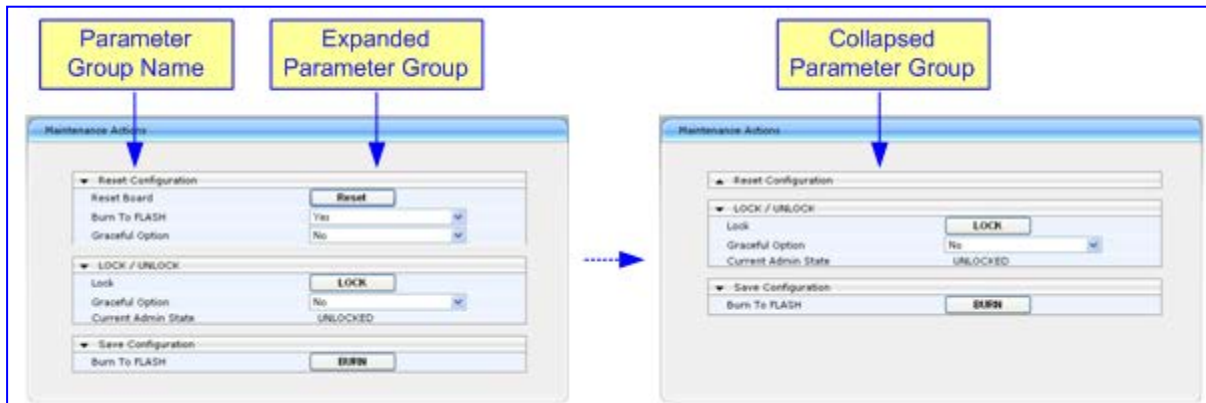 Parameter
Group Name
Expanded
Parameter Group
Collapsed
Parameter Group
Maintenance Actions
Reset Configuration
Reset Board Reset
Burn To FLASH Yes
Graceful Option No
LOCK / UNLOCK
Lock LOCK
Graceful Option No
Current Admin State UNLOCKED
Save Configuration
Burn To FLASH BURN
Maintenance Actions
Reset Configuration
LOCK / UNLOCK
Lock LOCK
Graceful Option No
Current Admin State UNLOCKED
Save Configuration
Burn To FLASH BURN